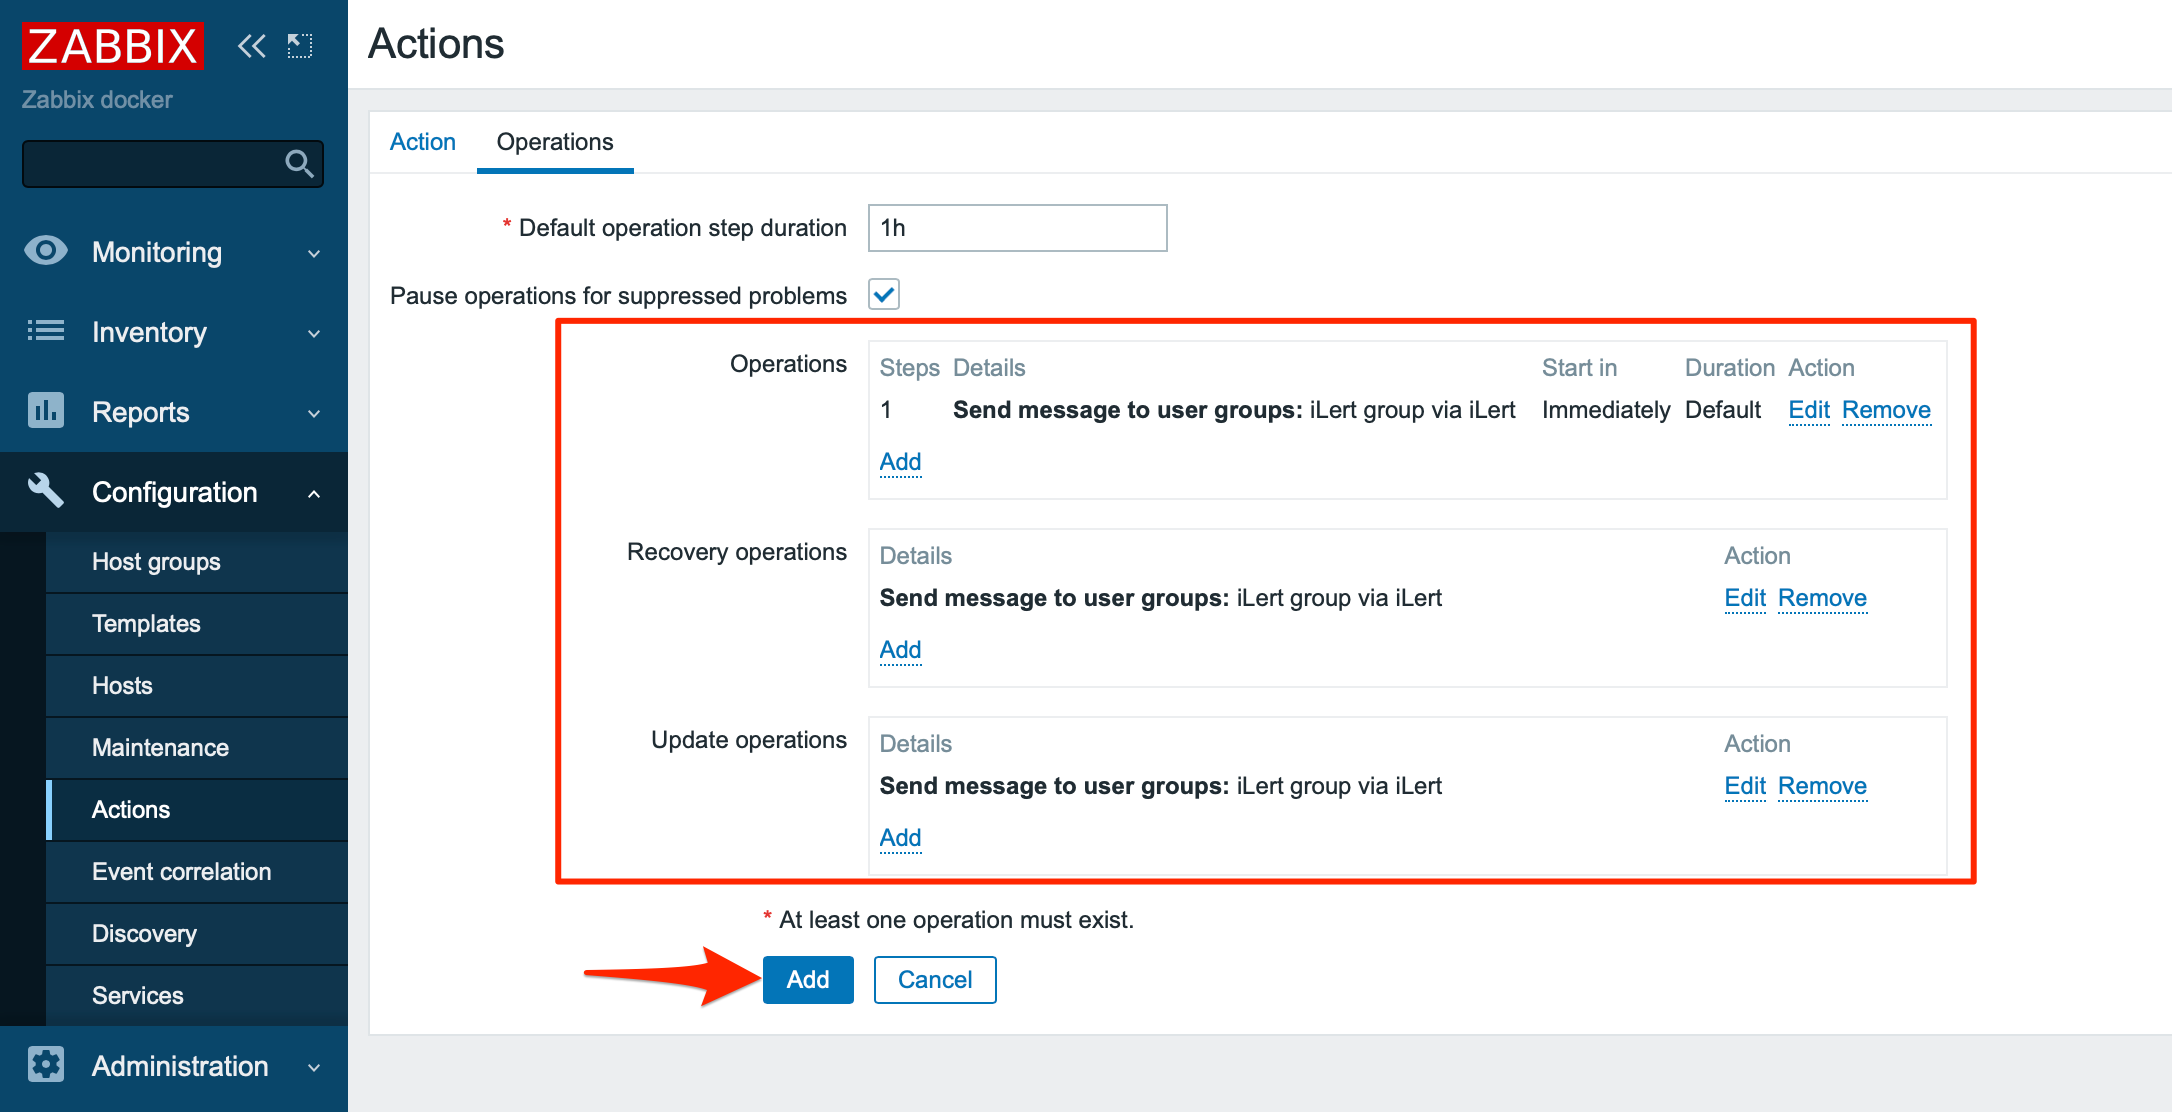 ZABBIX
Zabbix docker
Monitoring
Inventory
Reports
Configuration
Host groups
Templates
Hosts
Maintenance
Actions
Event correlation
Discovery
Services
Administration
Actions
Action Operations
* Default operation step duration 1h
Pause operations for suppressed problems
Operations Steps Details Start in Duration Action
1 Send message to user groups: iLert group via iLert Immediately Default Edit Remove
Add
Recovery operations Details Action
Send message to user groups: iLert group via iLert Edit Remove
Add
Update operations Details Action
Send message to user groups: iLert group via iLert Edit Remove
Add
* At least one operation must exist.
Add Cancel